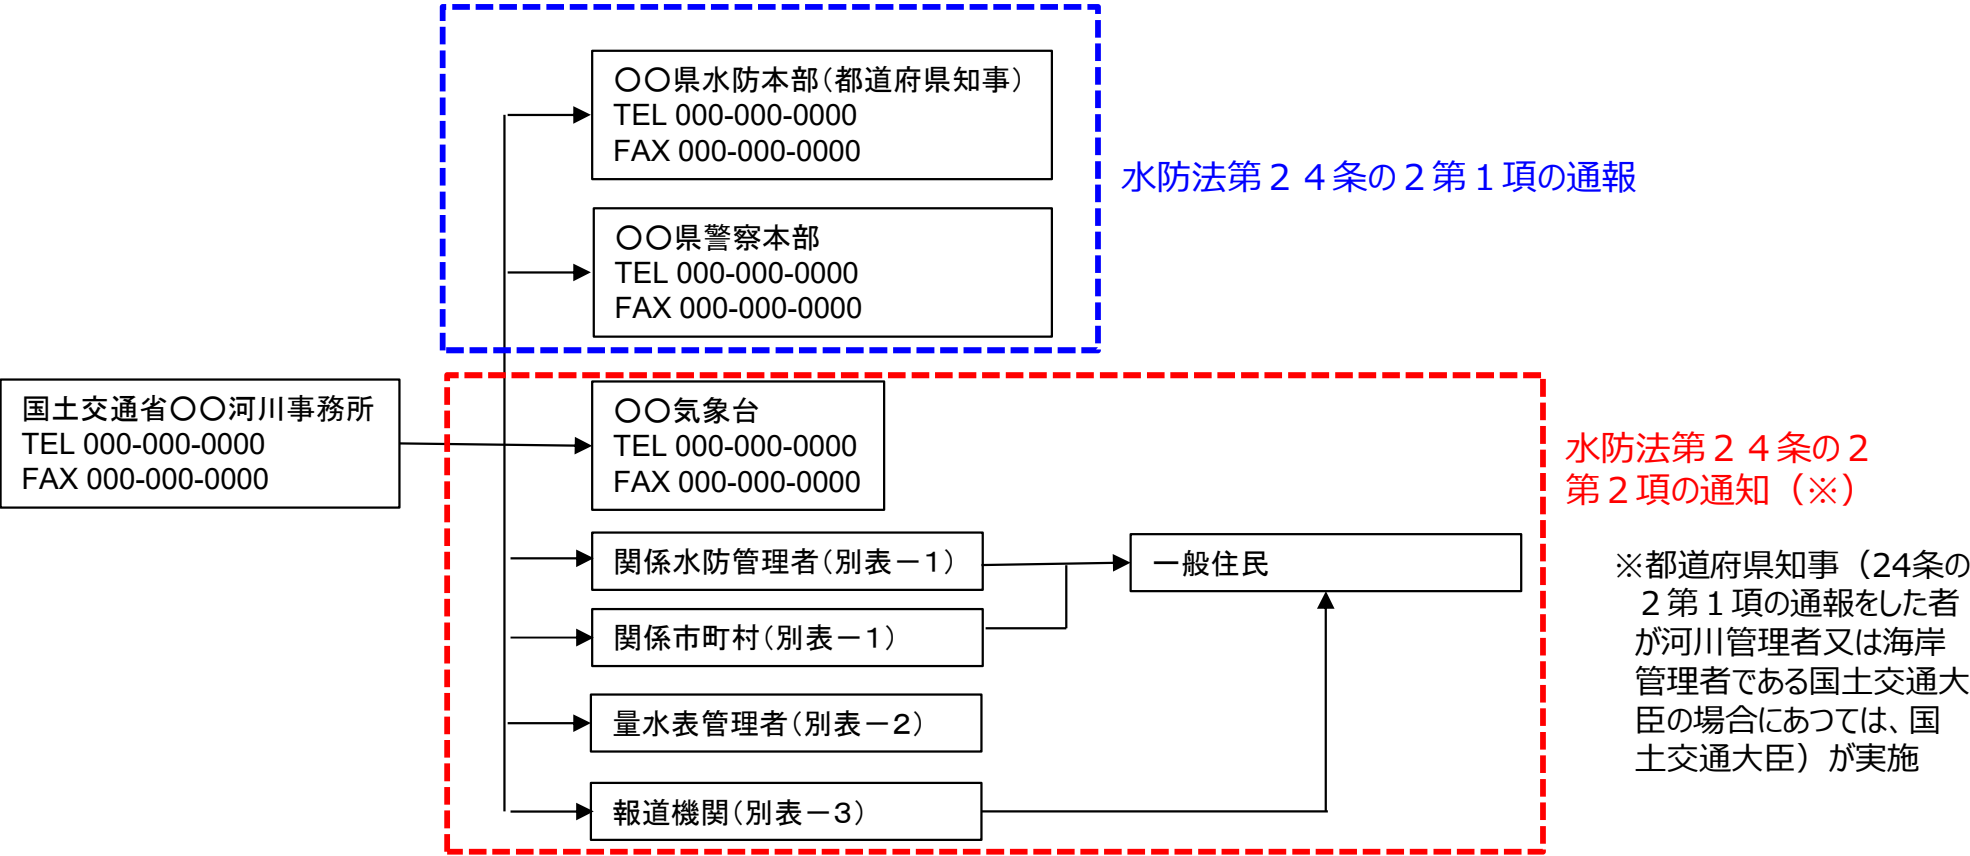 〇〇県水防本部（都道府県知事）
TEL 000-000-0000
FAX 000-000-0000
水防法第２４条の２第１項の通報
〇〇県警察本部
TEL 000-000-0000
FAX 000-000-0000
国土交通省〇〇河川事務所
TEL 000-000-0000
FAX 000-000-0000
〇〇気象台
TEL 000-000-0000
FAX 000-000-0000
水防法第２４条の２
第２項の通知（※）
関係水防管理者（別表－１）
一般住民
関係市町村（別表－１）
量水表管理者（別表－２）
報道機関（別表－３）
※都道府県知事（24条の
２第１項の通報をした者
が河川管理者又は海岸
管理者である国土交通大
臣の場合にあつては、国
土交通大臣）が実施